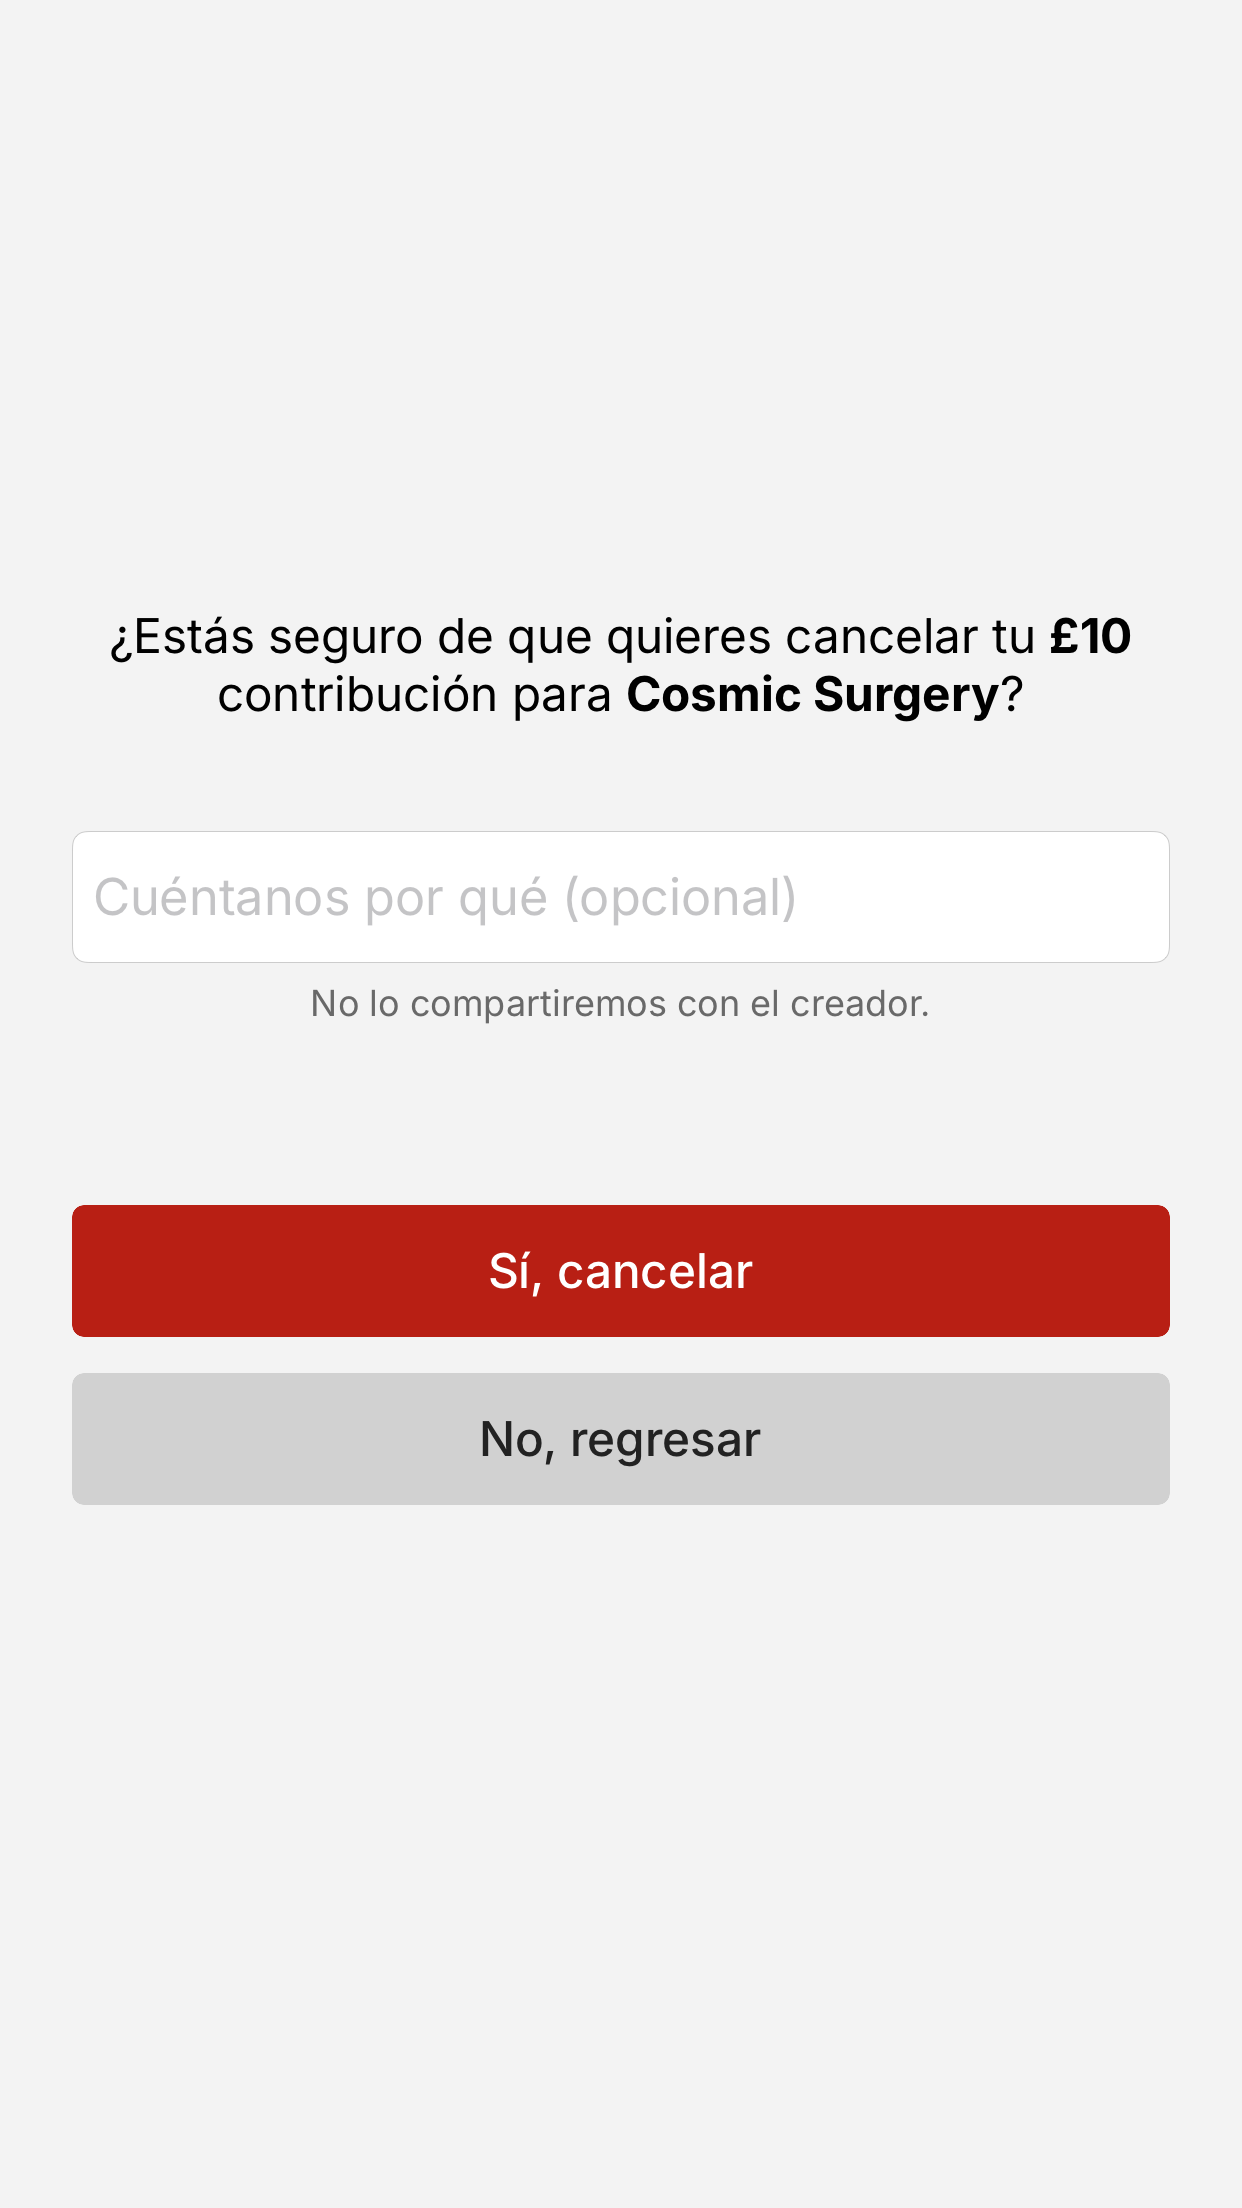 ¿Estás seguro de que quieres cancelar tu £10
contribución para Cosmic Surgery?
Cuéntanos por qué (opcional)
No lo compartiremos con el creador.
Sí, cancelar
No, regresar